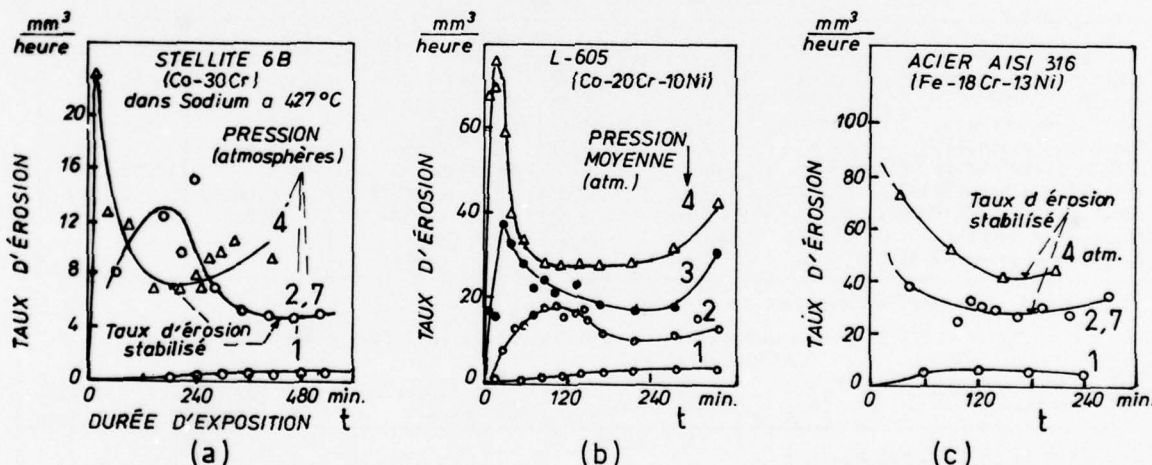 mm³
heure
STELLITE 6B
(Co-30Cr)
dans Sodium a 427°C
PRESSION
(atmosphères)
TAUX D'ÉROSION
20
16
12
8
4
0
4
2,7
1
Taux d'érosion
stabilisé
0
240
480
min.
DURÉE D'EXPOSITION
t
(a)
mm³
heure
L-605
(Co-20Cr-10Ni)
PRESSION
MOYENNE
(atm.)
TAUX D'ÉROSION
60
40
20
0
4
3
2
1
0
120
240
min.
t
(b)
mm³
heure
ACIER AISI 316
(Fe-18Cr-13Ni)
TAUX D'ÉROSION
100
80
60
40
20
0
Taux d érosion
stabilisé
4 atm.
2,7
1
0
120
240
min.
t
(c)